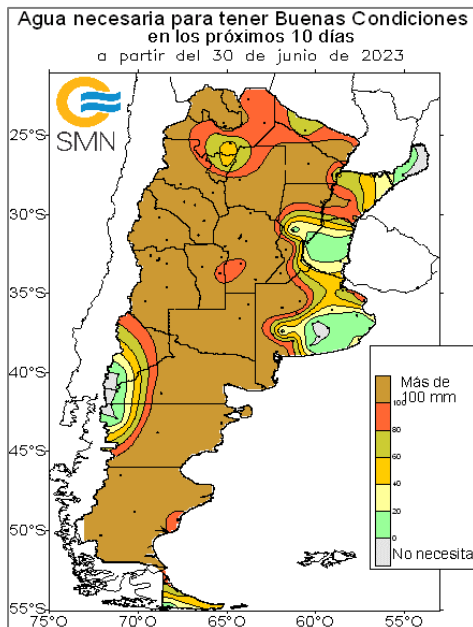 Agua necesaria para tener Buenas Condiciones
en los próximos 10 días
a partir del 30 de junio de 2023
SMN
25°S
30°S
35°S
40°S
45°S
50°S
55°S
75°O
70°O
65°O
60°O
55°O
Más de
100 mm
100
80
60
40
20
0
No necesita